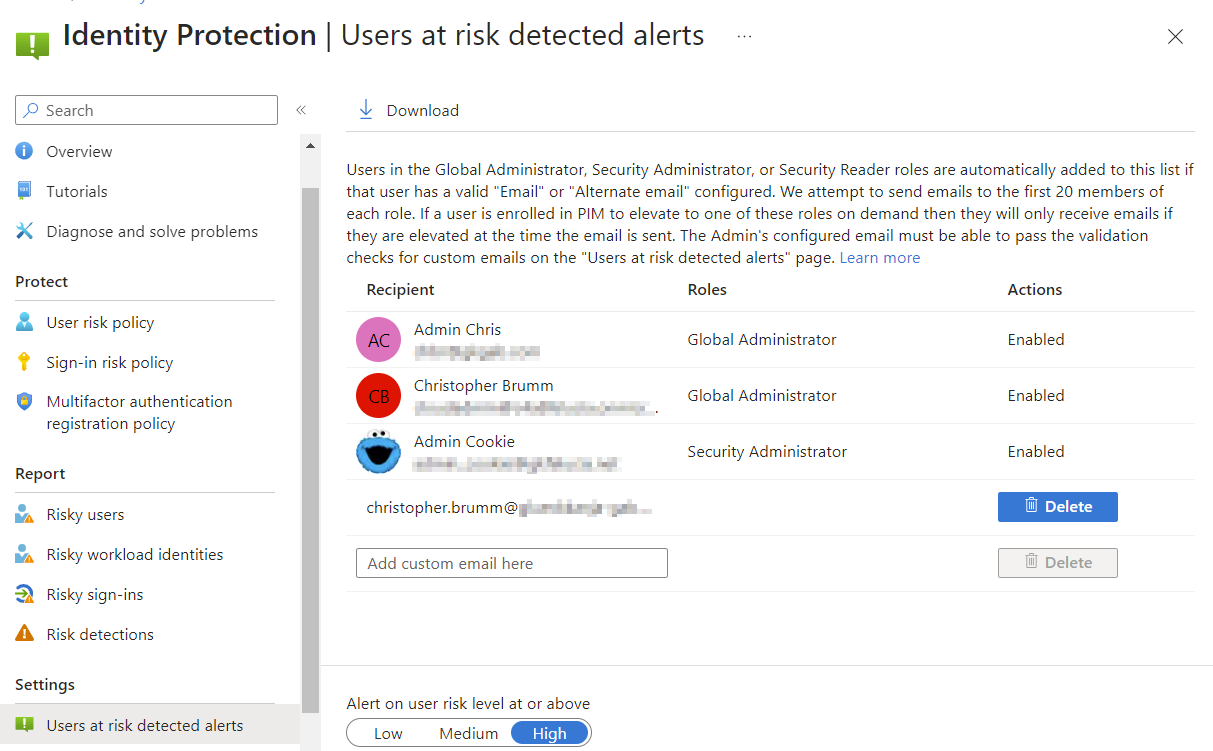 Identity Protection | Users at risk detected alerts ...
Search
«
Download
Overview
Tutorials
Diagnose and solve problems
Protect
User risk policy
Sign-in risk policy
Multifactor authentication
registration policy
Report
Risky users
Risky workload identities
Risky sign-ins
Risk detections
Settings
Users at risk detected alerts
Users in the Global Administrator, Security Administrator, or Security Reader roles are automatically added to this list if
that user has a valid "Email" or "Alternate email" configured. We attempt to send emails to the first 20 members of
each role. If a user is enrolled in PIM to elevate to one of these roles on demand then they will only receive emails if
they are elevated at the time the email is sent. The Admin's configured email must be able to pass the validation
checks for custom emails on the "Users at risk detected alerts" page. Learn more
Recipient Roles Actions
AC Admin Chris Global Administrator Enabled
CB Christopher Brumm Global Administrator Enabled
Admin Cookie Security Administrator Enabled
christopher.brumm@ Delete
Add custom email here Delete
Alert on user risk level at or above
Low Medium High